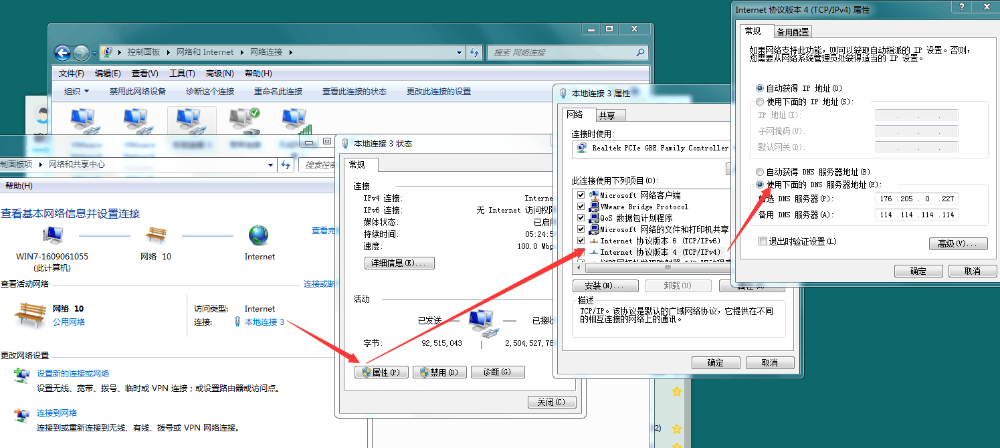 控制面板
网络和 Internet
网络连接
搜索 网络连接
文件(F)
编辑(E)
查看(V)
工具(T)
高级(N)
帮助(H)
组织
禁用此网络设备
诊断这个连接
重命名此连接
查看此连接的状态
更改此连接的设置
制面板项
网络和共享中心
搜索控制
帮助(H)
查看基本网络信息并设置连接
查看完
WIN7-1609061055
(此计算机)
网络 10
Internet
查看活动网络
连接或断
网络 10
公用网络
访问类型:
Internet
连接:
本地连接 3
更改网络设置
设置新的连接或网络
设置无线、宽带、拨号、临时或 VPN 连接；或设置路由器或访问点。
连接到网络
连接到或重新连接到无线、有线、拨号或 VPN 网络连接。
本地连接 3 状态
常规
连接
IPv4 连接:
Interne
IPv6 连接:
无 Internet 访问权限
媒体状态:
已启用
持续时间:
05:24:5
速度:
100.0 Mbp
详细信息(E)...
活动
已发送
已接收
字节:
92,515,043
2,504,527,78
属性(P)
禁用(D)
诊断(G)
关闭(C)
本地连接 3 属性
网络
共享
连接时使用:
Realtek PCIe GBE Family Controller
此连接使用下列项目(O):
Microsoft 网络客户端
VMware Bridge Protocol
QoS 数据包计划程序
Microsoft 网络的文件和打印机共享
Internet 协议版本 6 (TCP/IPv6)
Internet 协议版本 4 (TCP/IPv4)
安装(N)...
卸载(U)
描述
TCP/IP。该协议是默认的广域网络协议，它提供在不同
的相互连接的网络上的通讯。
确定
取消
Internet 协议版本 4 (TCP/IPv4) 属性
常规
备用配置
如果网络支持此功能，则可以获取自动指派的 IP 设置。否则，
您需要从网络系统管理员处获得适当的 IP 设置。
自动获得 IP 地址(O)
使用下面的 IP 地址(S):
IP 地址(I):
子网掩码(U):
默认网关(D):
自动获得 DNS 服务器地址(B)
使用下面的 DNS 服务器地址(E):
首选 DNS 服务器(P):
176 .205 . 0 .227
备用 DNS 服务器(A):
114 .114 .114 .114
退出时验证设置(L)
高级(V)...
确定
取消
2)